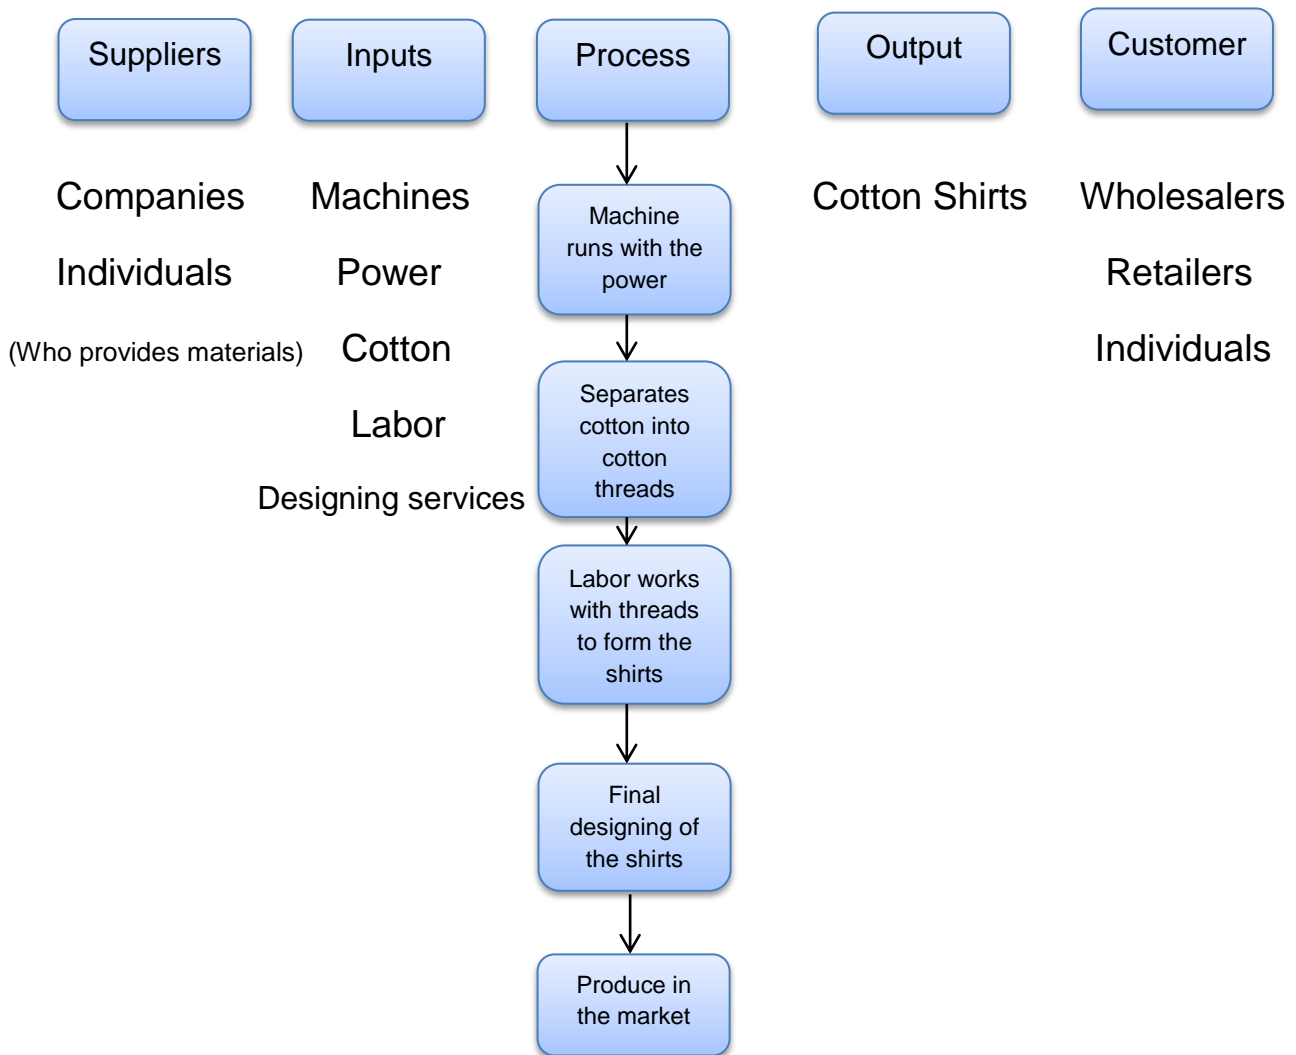 Suppliers
Inputs
Process
Output
Customer
Companies
Individuals
(Who provides materials)
Machines
Power
Cotton
Labor
Designing services
Machine
runs with the
power
Separates
cotton into
cotton
threads
Labor works
with threads
to form the
shirts
Final
designing of
the shirts
Produce in
the market
Cotton Shirts
Wholesalers
Retailers
Individuals